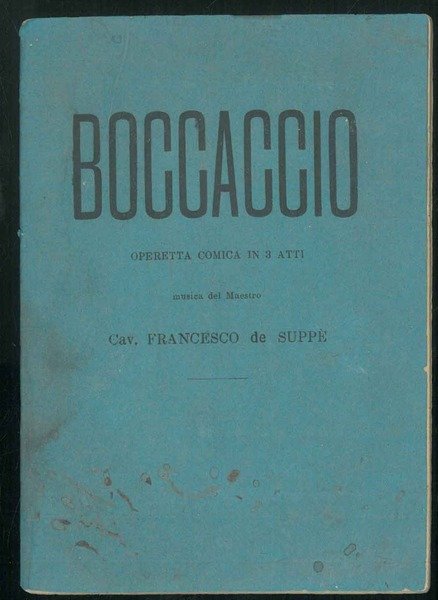 BOCCACCIO
OPERETTA COMICA IN 3 ATTI
musica del Maestro
Cav. FRANCESCO de SUPPÈ